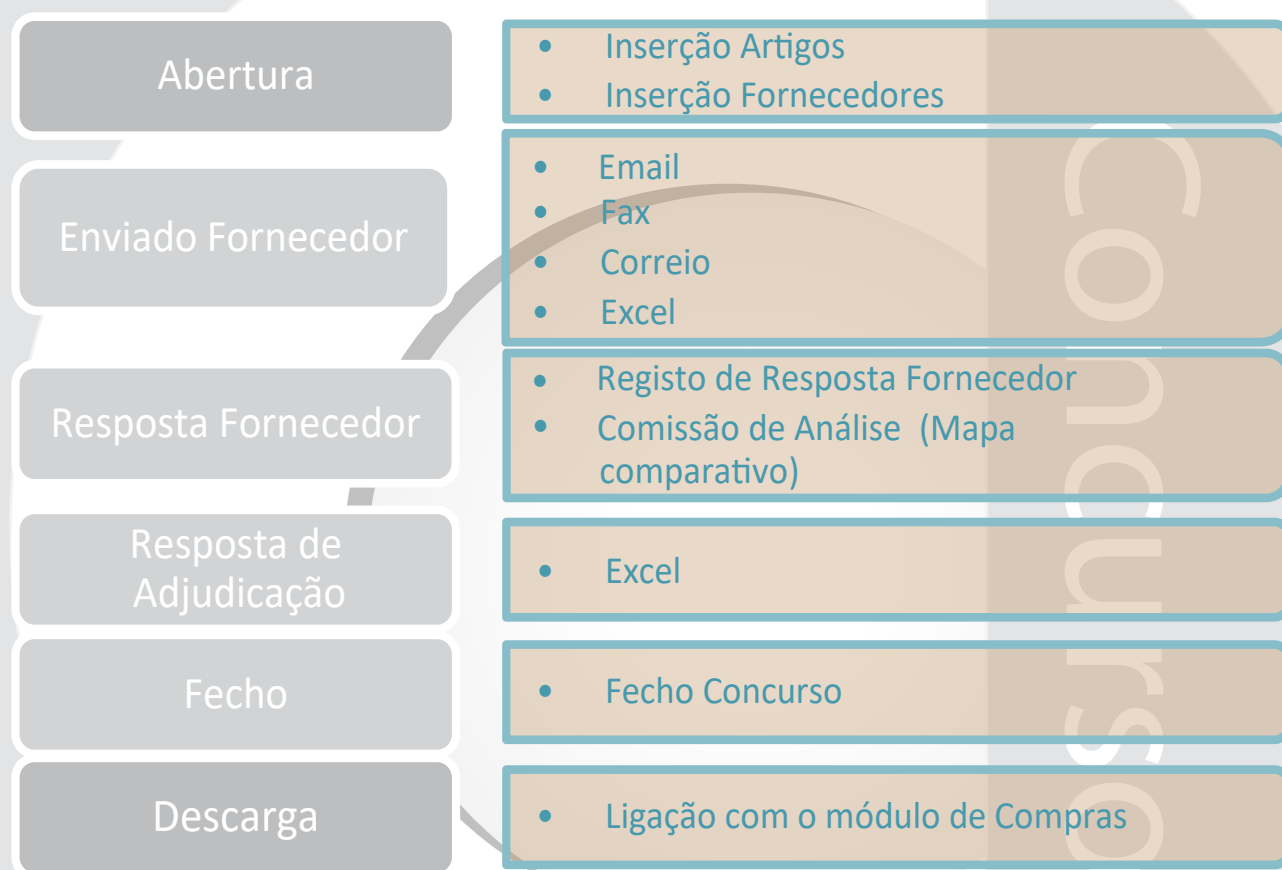 Abertura
• Inserção Artigos
• Inserção Fornecedores
Enviado Fornecedor
• Email
• Fax
• Correio
• Excel
Resposta Fornecedor
• Registo de Resposta Fornecedor
• Comissão de Análise (Mapa
comparativo)
Resposta de
Adjudicação
• Excel
Fecho
• Fecho Concurso
Descarga
• Ligação com o módulo de Compras
Concurso